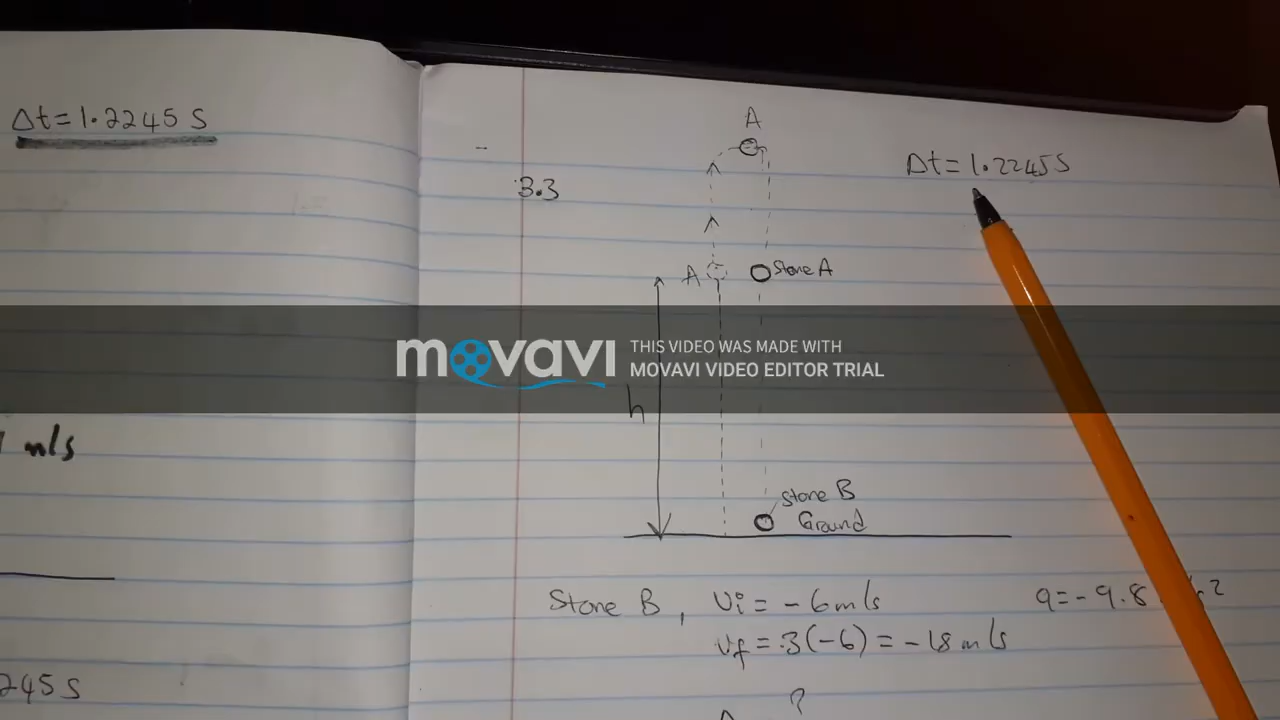 Δt = 1.2245 S
m/s
245 S
3.3
A
Δt = 1.2245 S
A
Stone A
h
Stone B
Ground
movavi
THIS VIDEO WAS MADE WITH
MOVAVI VIDEO EDITOR TRIAL
Stone B, Vi = -6 m/s
a = -9.8
2
Vf = 3(-6) = -18 m/s
?